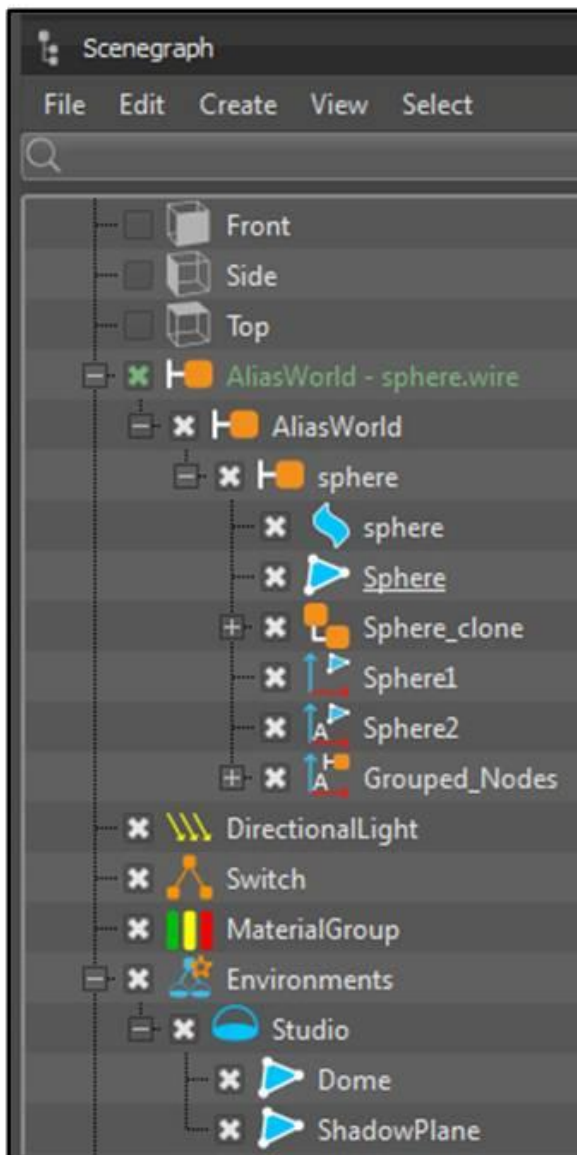 Scenegraph
File Edit Create View Select
Front
Side
Top
AliasWorld - sphere.wire
AliasWorld
sphere
sphere
Sphere
Sphere_clone
Sphere1
A Sphere2
A Grouped_Nodes
DirectionalLight
Switch
MaterialGroup
Environments
Studio
Dome
ShadowPlane